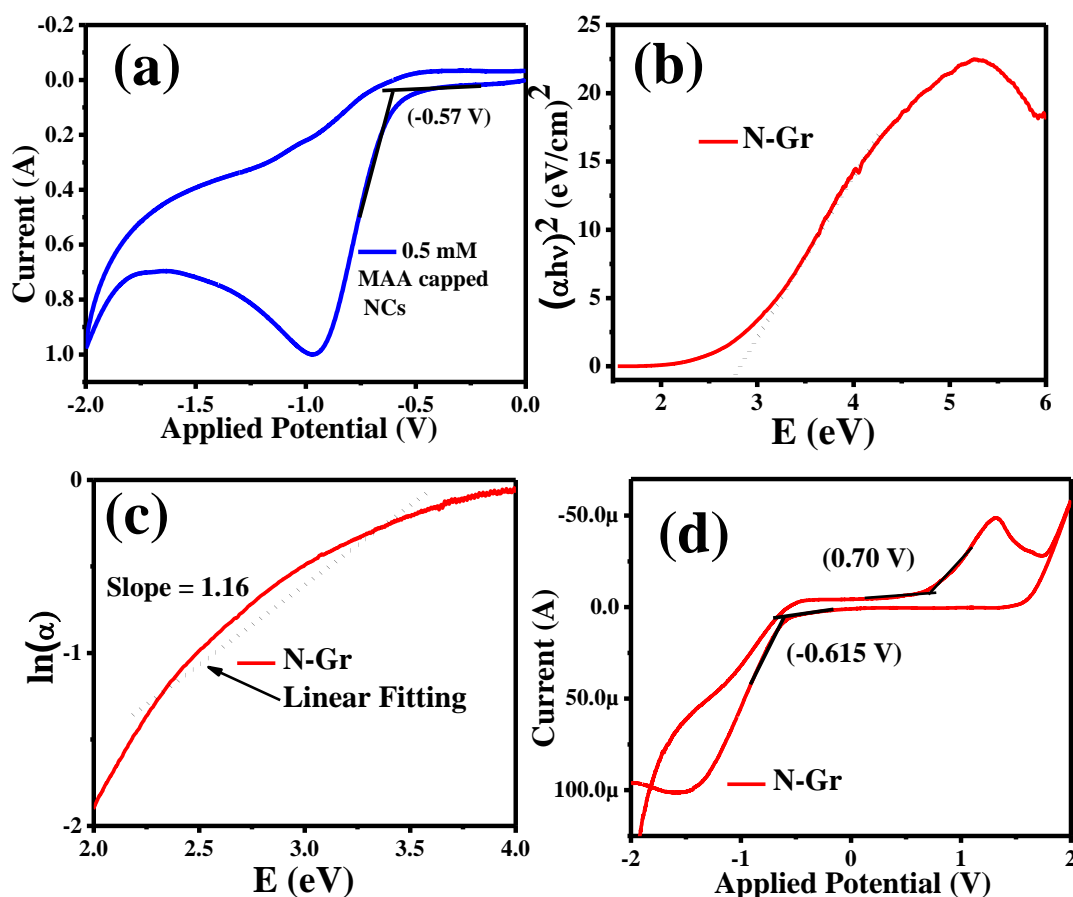 (a)
-0.2
0.0
0.2
0.4
0.6
0.8
1.0
Current (A)
(-0.57 V)
0.5 mM
MAA capped
NCs
-2.0 -1.5 -1.0 -0.5 0.0
Applied Potential (V)
(b)
25
20
15
10
5
0
(αhν)² (eV/cm)²
N-Gr
2 3 4 5 6
E (eV)
(c)
0
-1
-2
ln(α)
Slope = 1.16
N-Gr
Linear Fitting
2.0 2.5 3.0 3.5 4.0
E (eV)
(d)
-50.0µ
0.0
50.0µ
100.0µ
Current (A)
(0.70 V)
(-0.615 V)
N-Gr
-2 -1 0 1 2
Applied Potential (V)